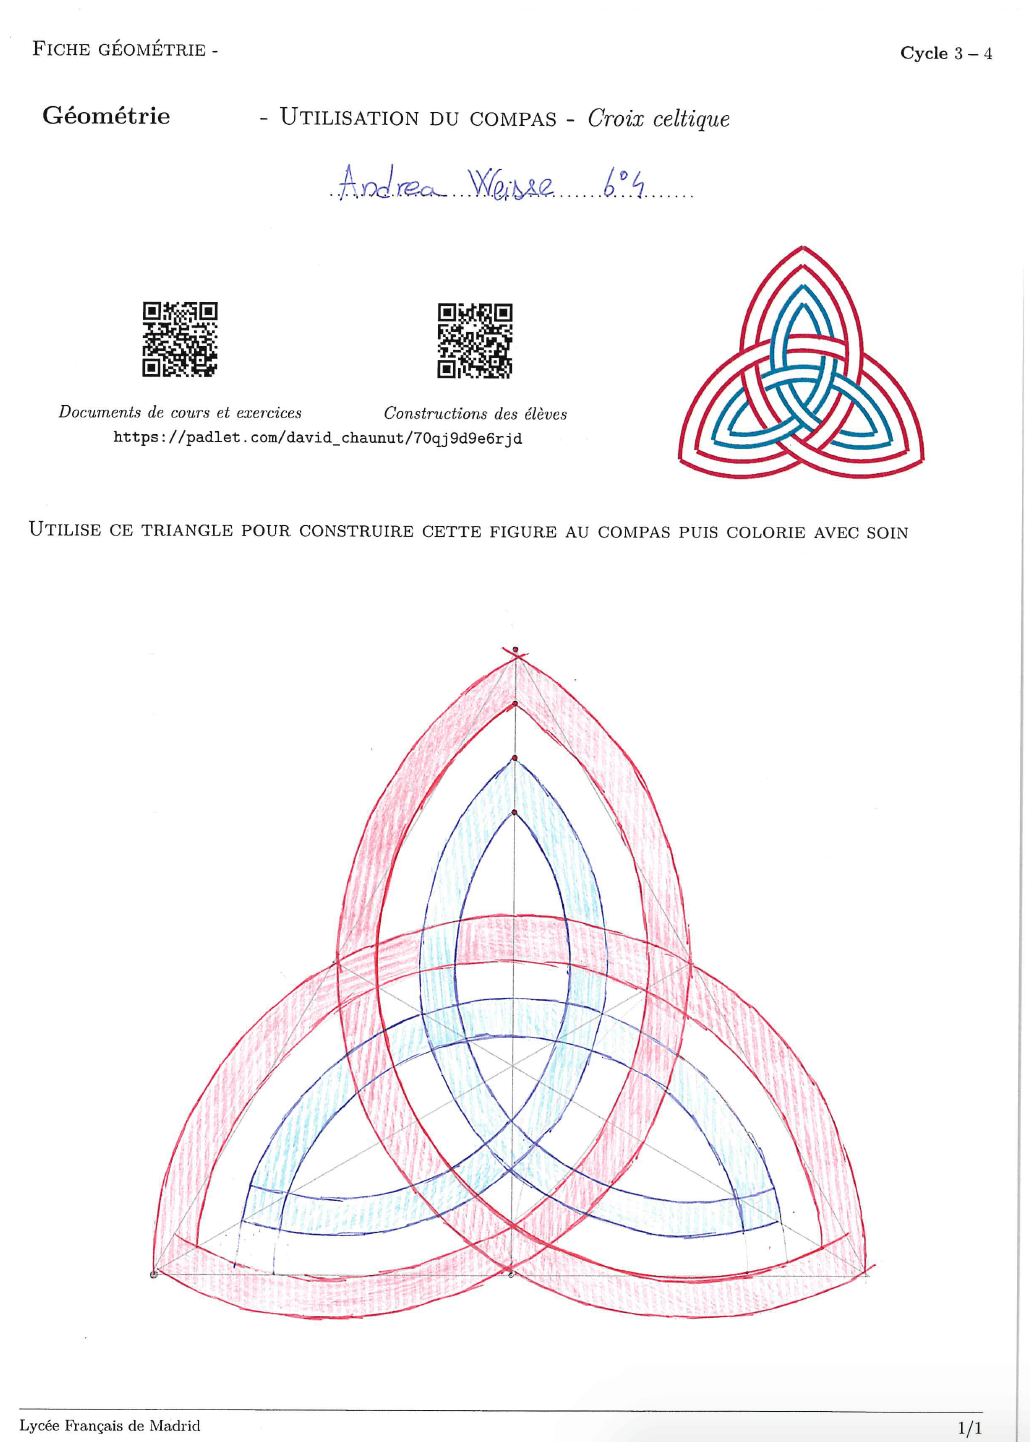 FICHE GÉOMÉTRIE -
Cycle 3 – 4
Géométrie - UTILISATION DU COMPAS - Croix celtique
Andrea Weisse 6°4
Documents de cours et exercices
Constructions des élèves
https://padlet.com/david_chaunut/70qj9d9e6rjd
UTILISE CE TRIANGLE POUR CONSTRUIRE CETTE FIGURE AU COMPAS PUIS COLORIE AVEC SOIN
Lycée Français de Madrid
1/1